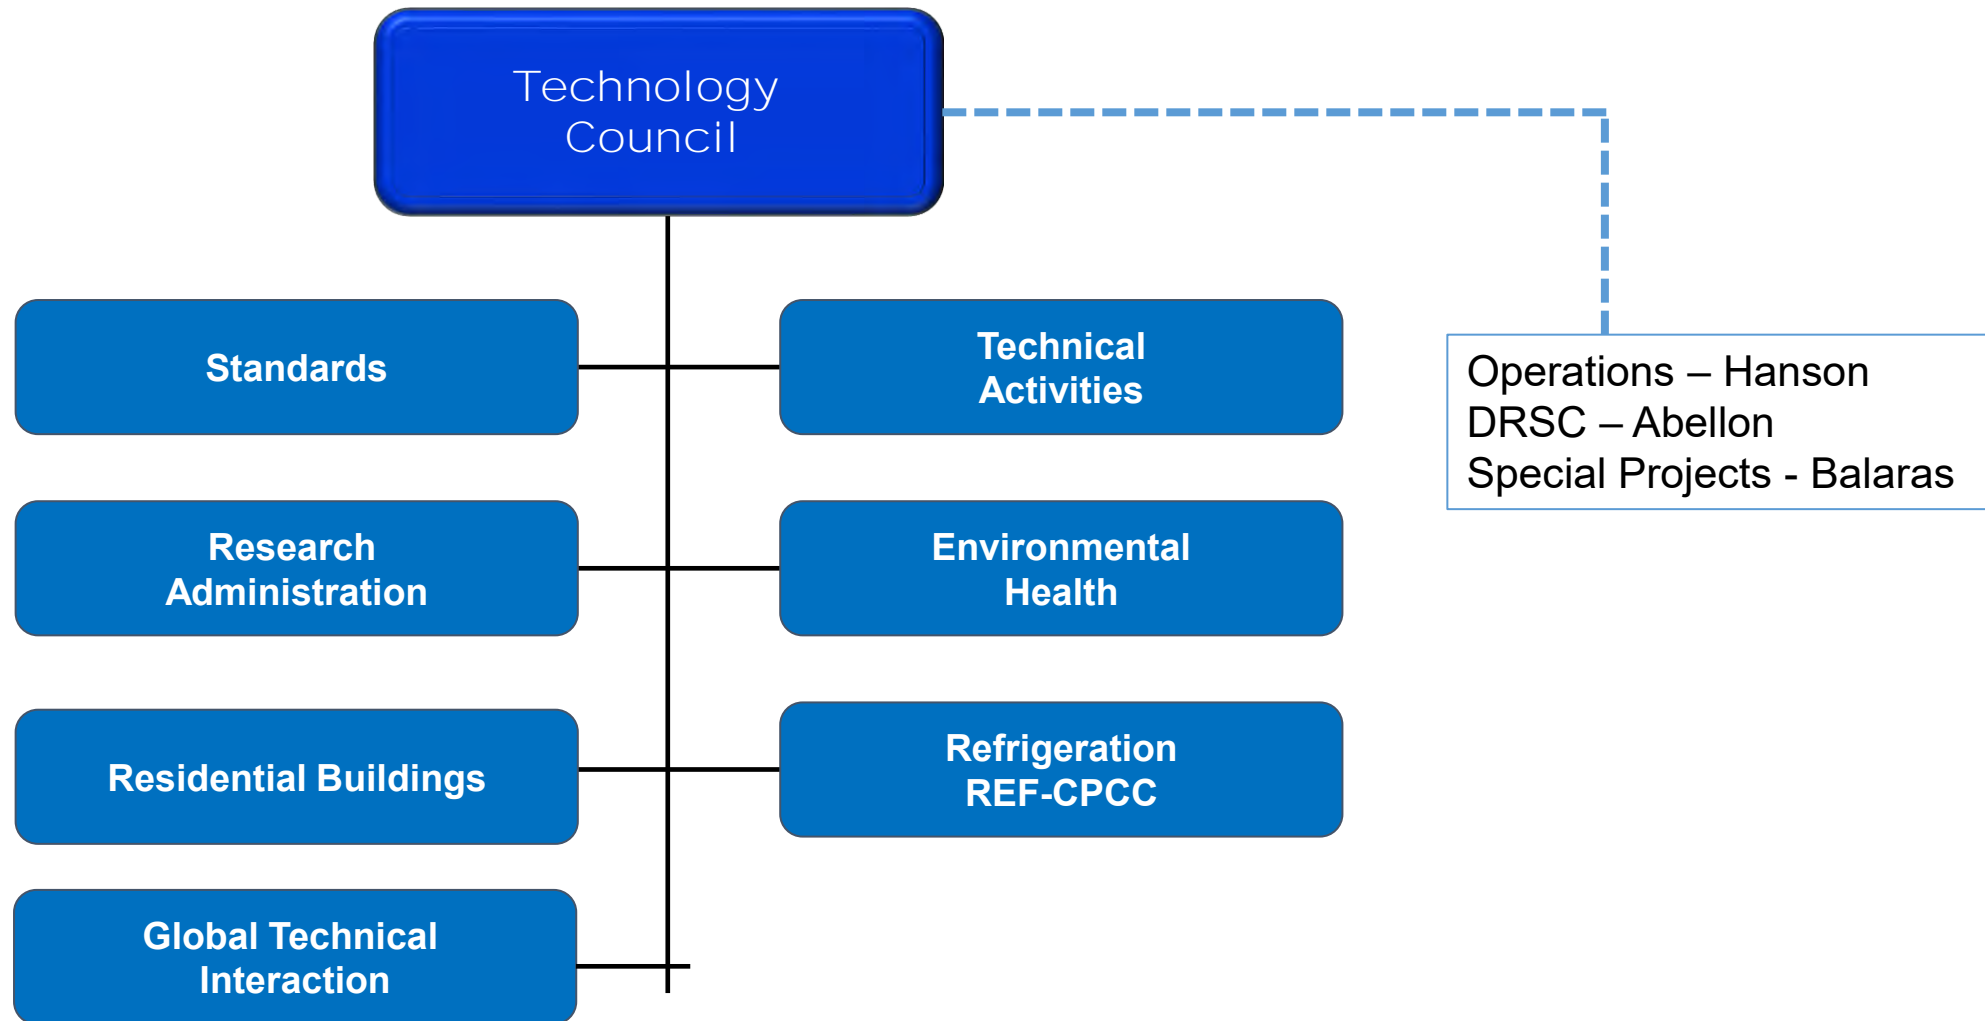 Technology
Council
Standards
Technical
Activities
Operations – Hanson
DRSC – Abellon
Special Projects - Balaras
Research
Administration
Environmental
Health
Residential Buildings
Refrigeration
REF-CPCC
Global Technical
Interaction